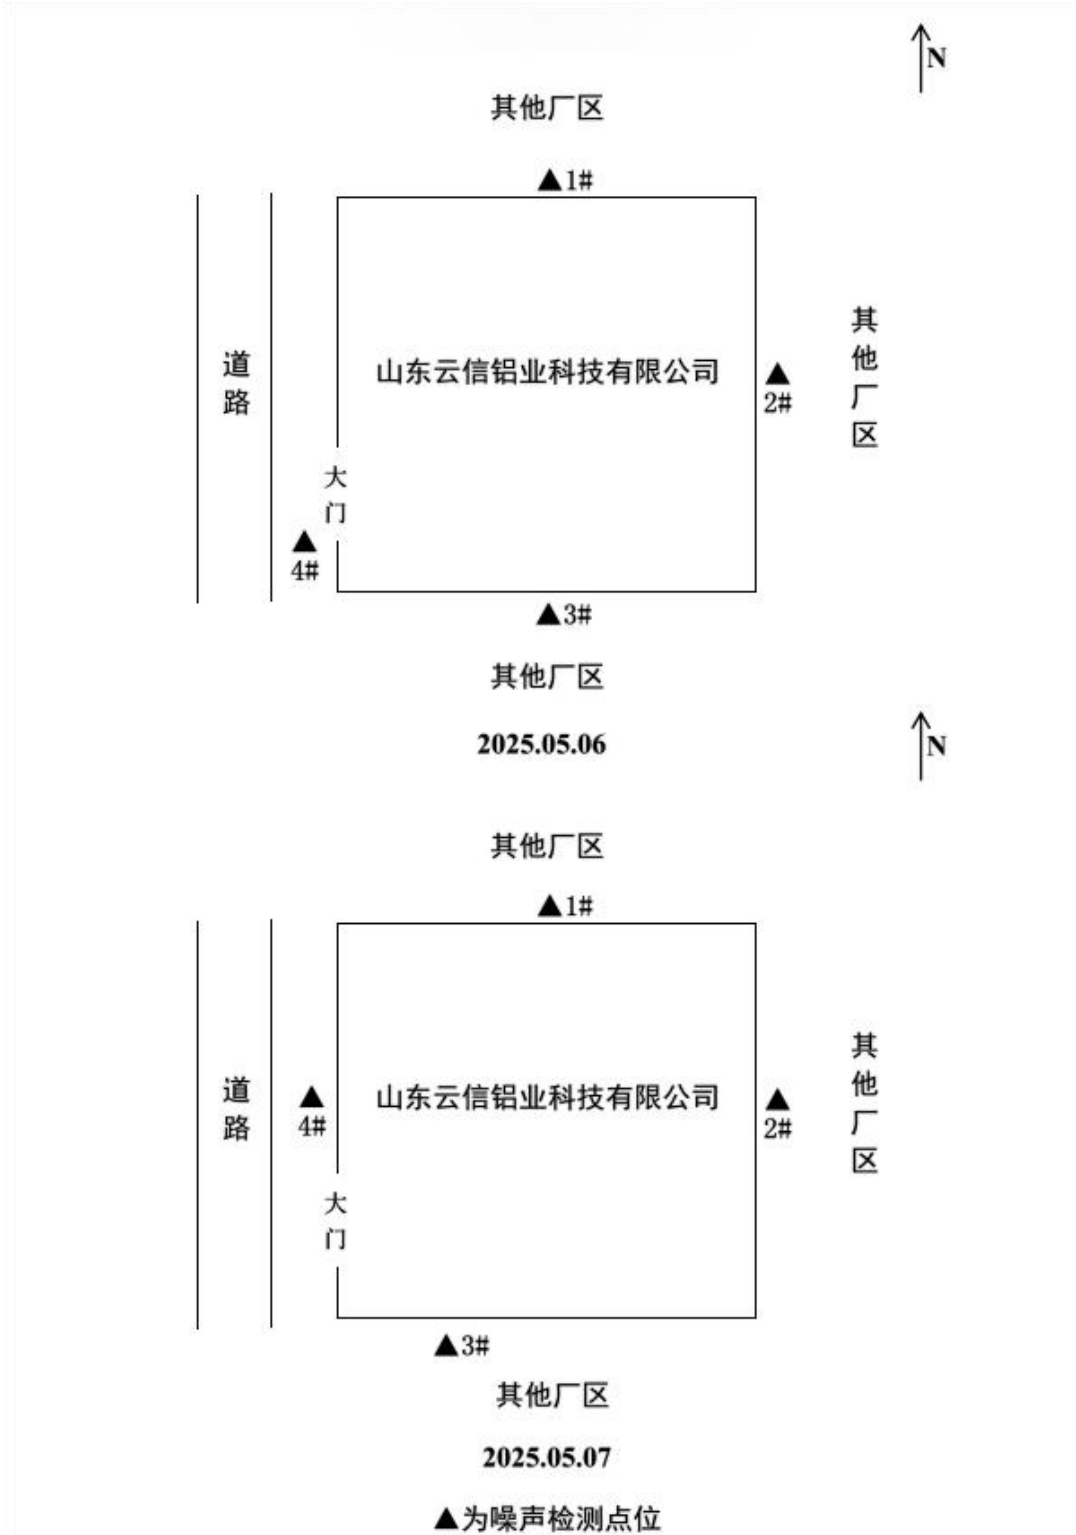 N
其他厂区
▲1#
道路
山东云信铝业科技有限公司
▲
2#
其他厂区
大门
▲
4#
▲3#
其他厂区
2025.05.06
N
其他厂区
▲1#
道路
▲
4#
山东云信铝业科技有限公司
▲
2#
其他厂区
大门
▲3#
其他厂区
2025.05.07
▲为噪声检测点位